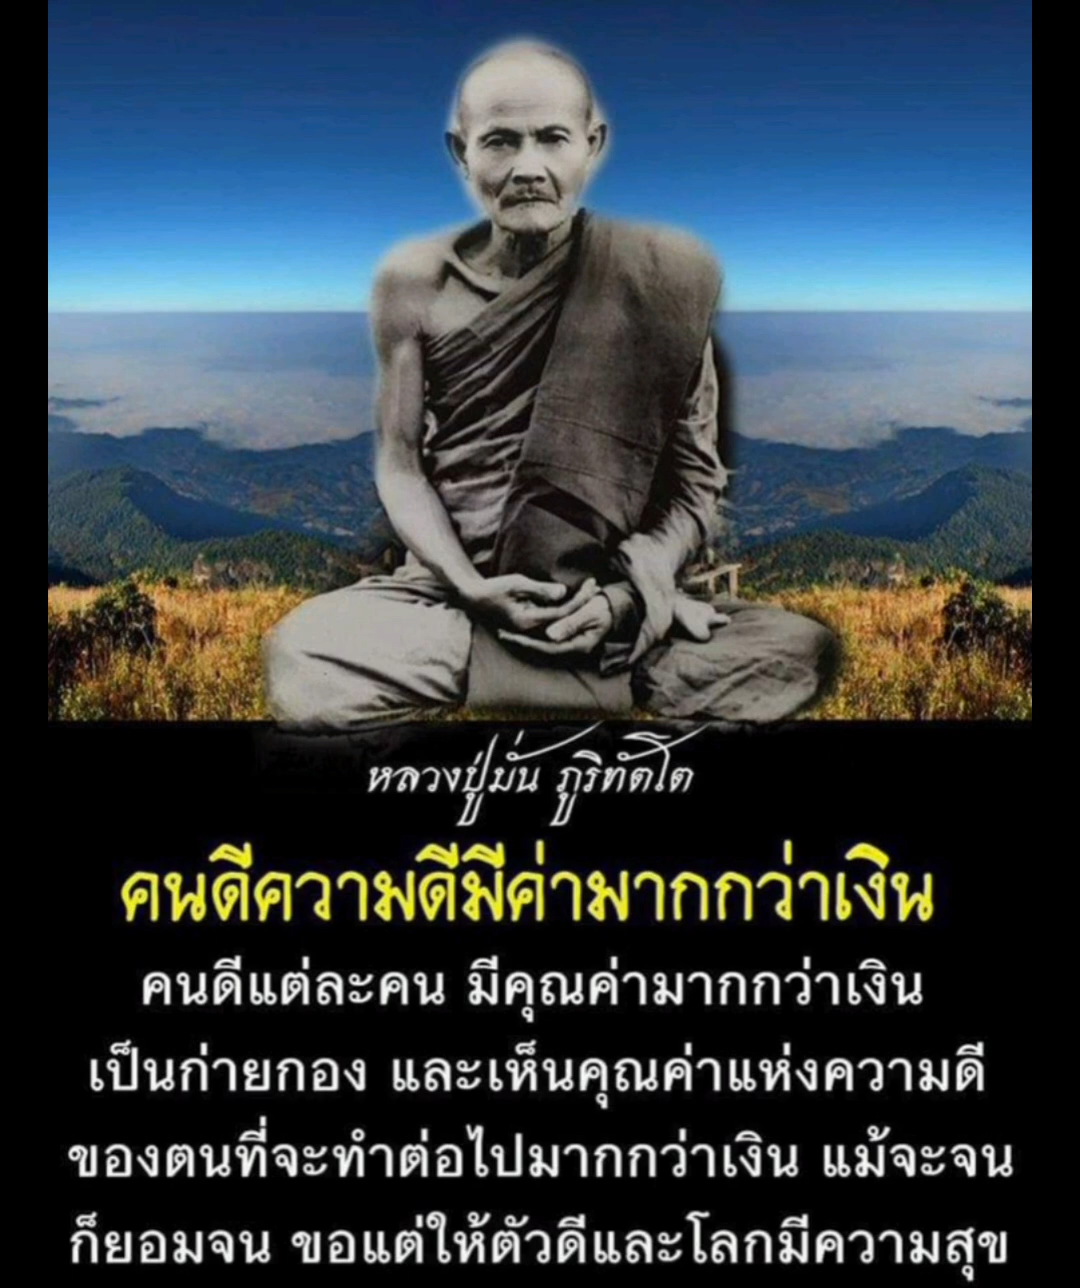 หลวงปู่มั่น ภูริทัตโต
คนดีความดีมีค่ามากกว่าเงิน
คนดีแต่ละคน มีคุณค่ามากกว่าเงิน
เป็นก่ายกอง และเห็นคุณค่าแห่งความดี
ของตนที่จะทำต่อไปมากกว่าเงิน แม้จะจน
ก็ยอมจน ขอแต่ให้ตัวดีและโลกมีความสุข